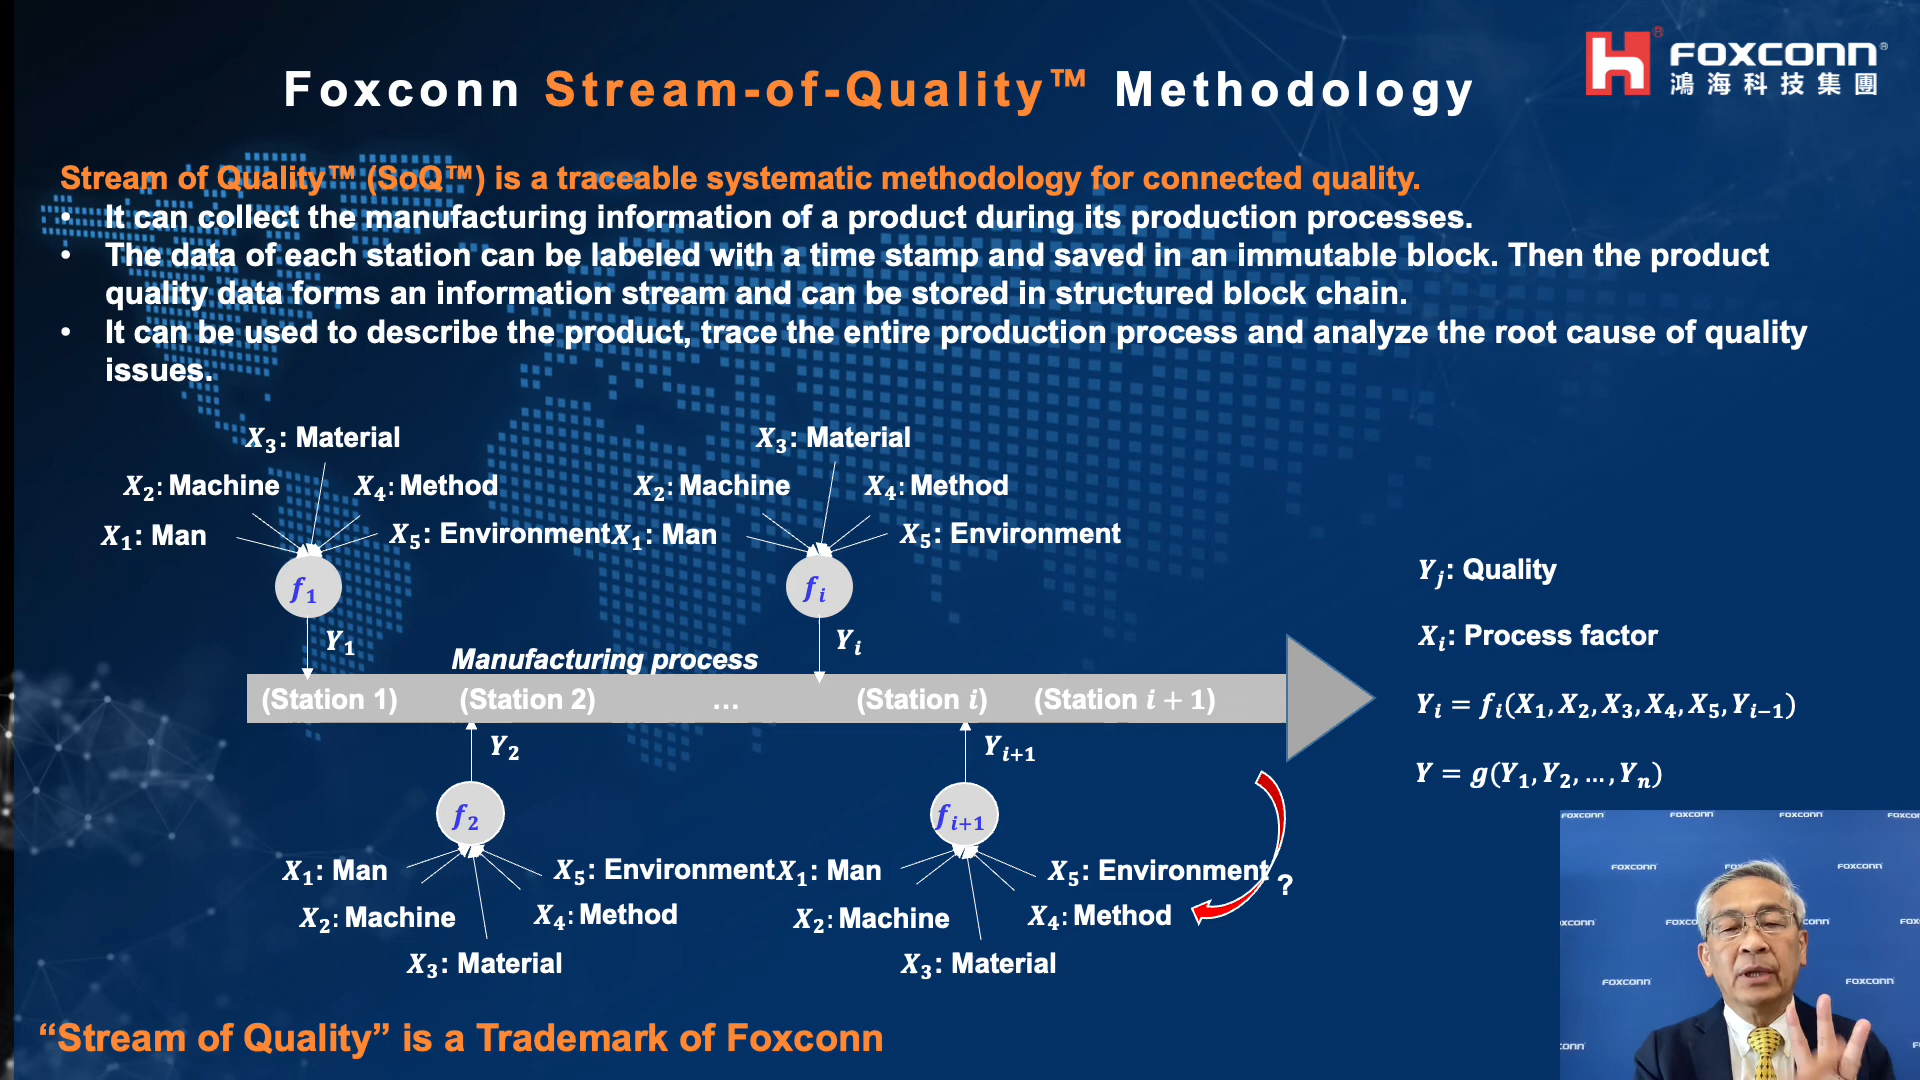 FOXCONN®
鴻海科技集團
Foxconn Stream-of-Quality™ Methodology
Stream of Quality™ (SoQ™) is a traceable systematic methodology for connected quality.
• It can collect the manufacturing information of a product during its production processes.
• The data of each station can be labeled with a time stamp and saved in an immutable block. Then the product
quality data forms an information stream and can be stored in structured block chain.
• It can be used to describe the product, trace the entire production process and analyze the root cause of quality
issues.
X₃: Material
X₂: Machine
X₄: Method
X₁: Man
X₅: Environment
f₁
Y₁
X₃: Material
X₂: Machine
X₄: Method
X₁: Man
X₅: Environment
fᵢ
Yᵢ
Manufacturing process
(Station 1) (Station 2) … (Station i) (Station i + 1)
Y₂
f₂
X₁: Man
X₅: Environment
X₂: Machine
X₄: Method
X₃: Material
Yᵢ₊₁
fᵢ₊₁
X₁: Man
X₅: Environment
?
X₂: Machine
X₄: Method
X₃: Material
Yⱼ: Quality
Xᵢ: Process factor
Yᵢ = fᵢ(X₁, X₂, X₃, X₄, X₅, Yᵢ₋₁)
Y = g(Y₁, Y₂, … , Yₙ)
FOXCONN FOXCONN FOXCONN
FOXCONN FOXCONN
FOXCONN FOXCONN
“Stream of Quality” is a Trademark of Foxconn